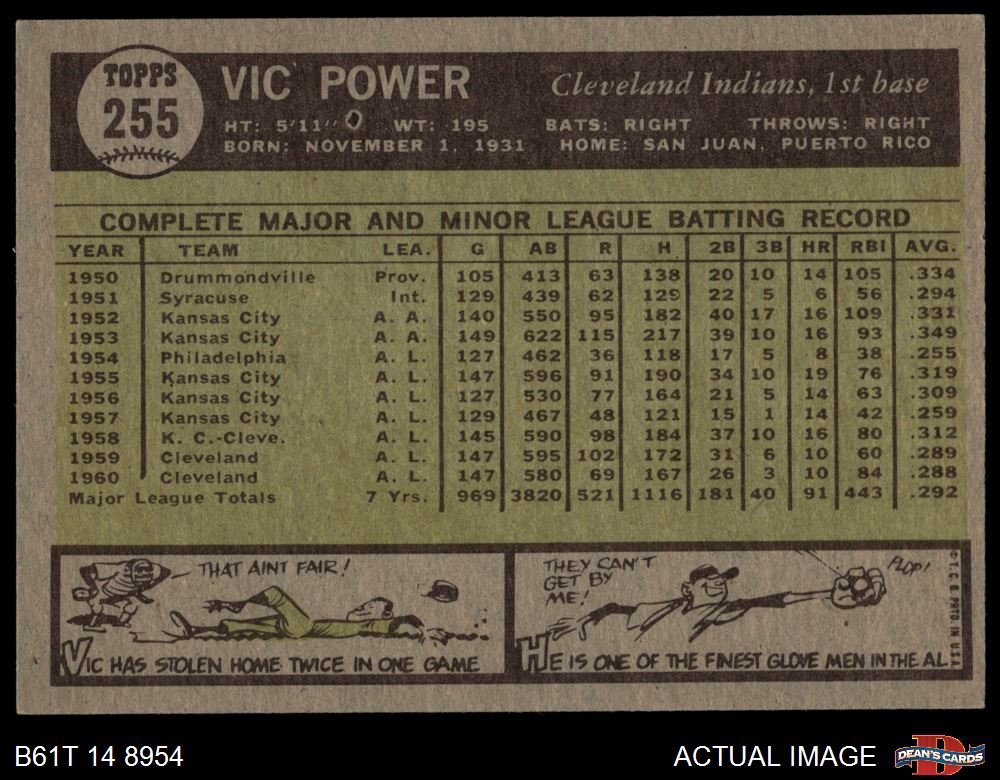 TOPPS
255
VIC POWER
Cleveland Indians, 1st base
HT: 5'11" WT: 195 BATS: RIGHT THROWS: RIGHT
BORN: NOVEMBER 1, 1931 HOME: SAN JUAN, PUERTO RICO
COMPLETE MAJOR AND MINOR LEAGUE BATTING RECORD
YEAR TEAM LEA. G AB R H 2B 3B HR RBI AVG.
1950 Drummondville Prov. 105 413 63 138 20 10 14 105 .334
1951 Syracuse Int. 129 439 62 129 22 5 6 56 .294
1952 Kansas City A. A. 140 550 95 182 40 17 16 109 .331
1953 Kansas City A. A. 149 622 115 217 39 10 16 93 .349
1954 Philadelphia A. L. 127 462 36 118 17 5 8 38 .255
1955 Kansas City A. L. 147 596 91 190 34 10 19 76 .319
1956 Kansas City A. L. 127 530 77 164 21 5 14 63 .309
1957 Kansas City A. L. 129 467 48 121 15 1 14 42 .259
1958 K. C.-Cleve. A. L. 145 590 98 184 37 10 16 80 .312
1959 Cleveland A. L. 147 595 102 172 31 6 10 60 .289
1960 Cleveland A. L. 147 580 69 167 26 3 10 84 .288
Major League Totals 7 Yrs. 969 3820 521 1116 181 40 91 443 .292
THAT AINT FAIR!
VIC HAS STOLEN HOME TWICE IN ONE GAME
THEY CAN'T
GET BY
ME!
PLOP!
HE IS ONE OF THE FINEST GLOVE MEN IN THE AL
© T.C.G. PRTD. IN U.S.A.
B61T 14 8954
ACTUAL IMAGE
DEAN'S CARDS